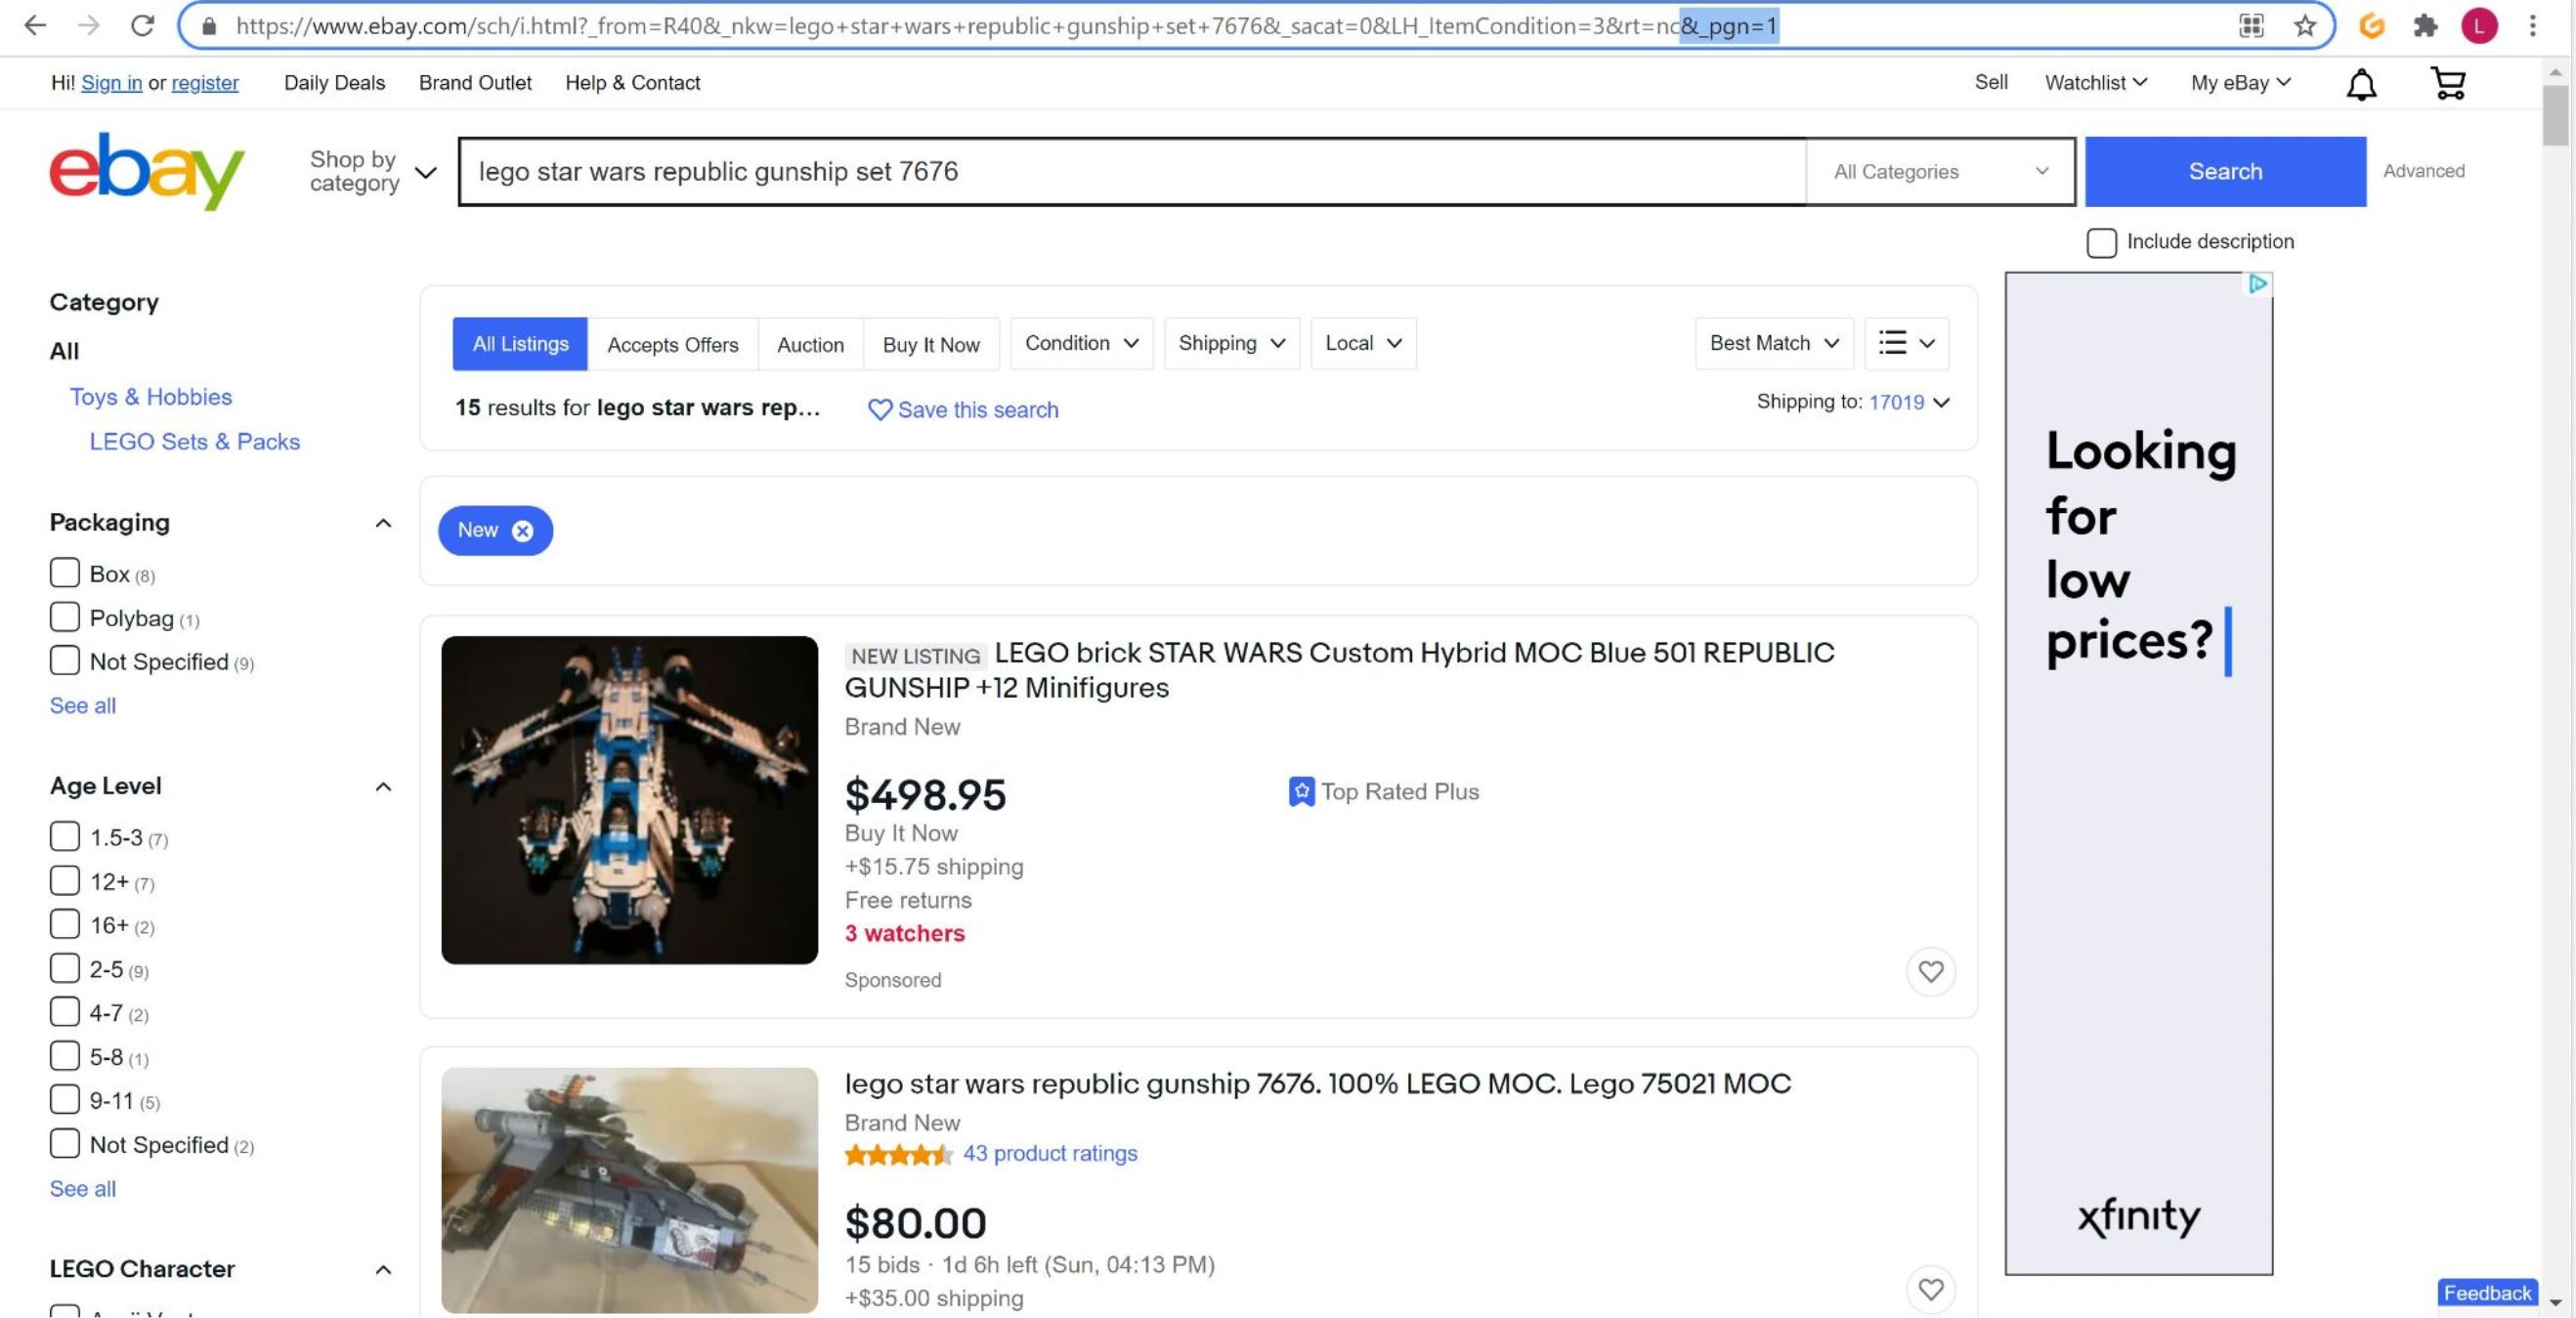 https://www.ebay.com/sch/i.html?_from=R40&_nkw=lego+star+wars+republic+gunship+set+7676&_sacat=0&LH_ItemCondition=3&rt=nc&_pgn=1
L
Hi! Sign in or register
Daily Deals
Brand Outlet
Help & Contact
Sell
Watchlist
My eBay
ebay
Shop by
category
lego star wars republic gunship set 7676
All Categories
Search
Advanced
Include description
Category
All
Toys & Hobbies
LEGO Sets & Packs
Packaging
Box (8)
Polybag (1)
Not Specified (9)
See all
Age Level
1.5-3 (7)
12+ (7)
16+ (2)
2-5 (9)
4-7 (2)
5-8 (1)
9-11 (5)
Not Specified (2)
See all
LEGO Character
All Listings
Accepts Offers
Auction
Buy It Now
Condition
Shipping
Local
Best Match
15 results for lego star wars rep...
Save this search
Shipping to: 17019
New
NEW LISTING LEGO brick STAR WARS Custom Hybrid MOC Blue 501 REPUBLIC
GUNSHIP +12 Minifigures
Brand New
$498.95
Top Rated Plus
Buy It Now
+$15.75 shipping
Free returns
3 watchers
Sponsored
lego star wars republic gunship 7676. 100% LEGO MOC. Lego 75021 MOC
Brand New
43 product ratings
$80.00
15 bids · 1d 6h left (Sun, 04:13 PM)
+$35.00 shipping
Looking
for
low
prices?
xfinity
Feedback